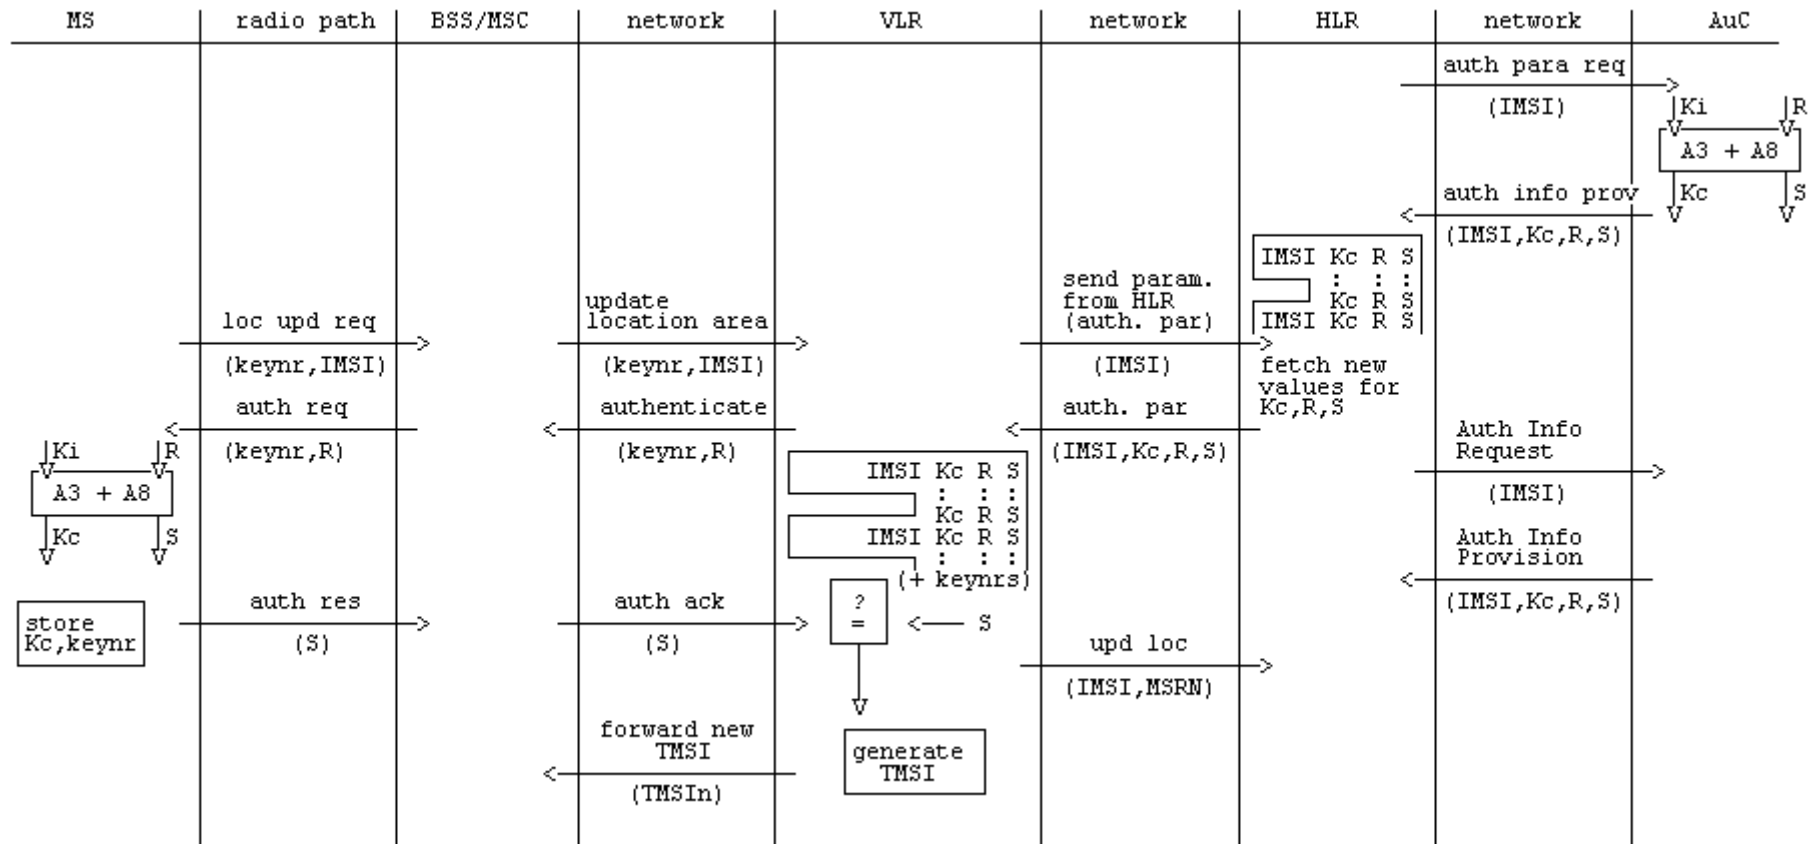 MS radio path BSS/MSC network VLR network HLR network AuC
auth para req
(IMSI)
Ki R
A3 + A8
Kc S
auth info prov
(IMSI,Kc,R,S)
IMSI Kc R S
: : :
Kc R S
IMSI Kc R S
send param.
from HLR
(auth. par)
(IMSI)
update
location area
(keynr,IMSI)
loc upd req
(keynr,IMSI)
fetch new
values for
Kc,R,S
auth req
(keynr,R)
authenticate
(keynr,R)
auth. par
(IMSI,Kc,R,S)
Auth Info
Request
(IMSI)
Ki R
A3 + A8
Kc S
IMSI Kc R S
: : :
Kc R S
IMSI Kc R S
: : :
(+ keynrs)
Auth Info
Provision
(IMSI,Kc,R,S)
store
Kc,keynr
auth res
(S)
auth ack
(S)
?
=
S
upd loc
(IMSI,MSRN)
forward new
TMSI
(TMSIn)
generate
TMSI